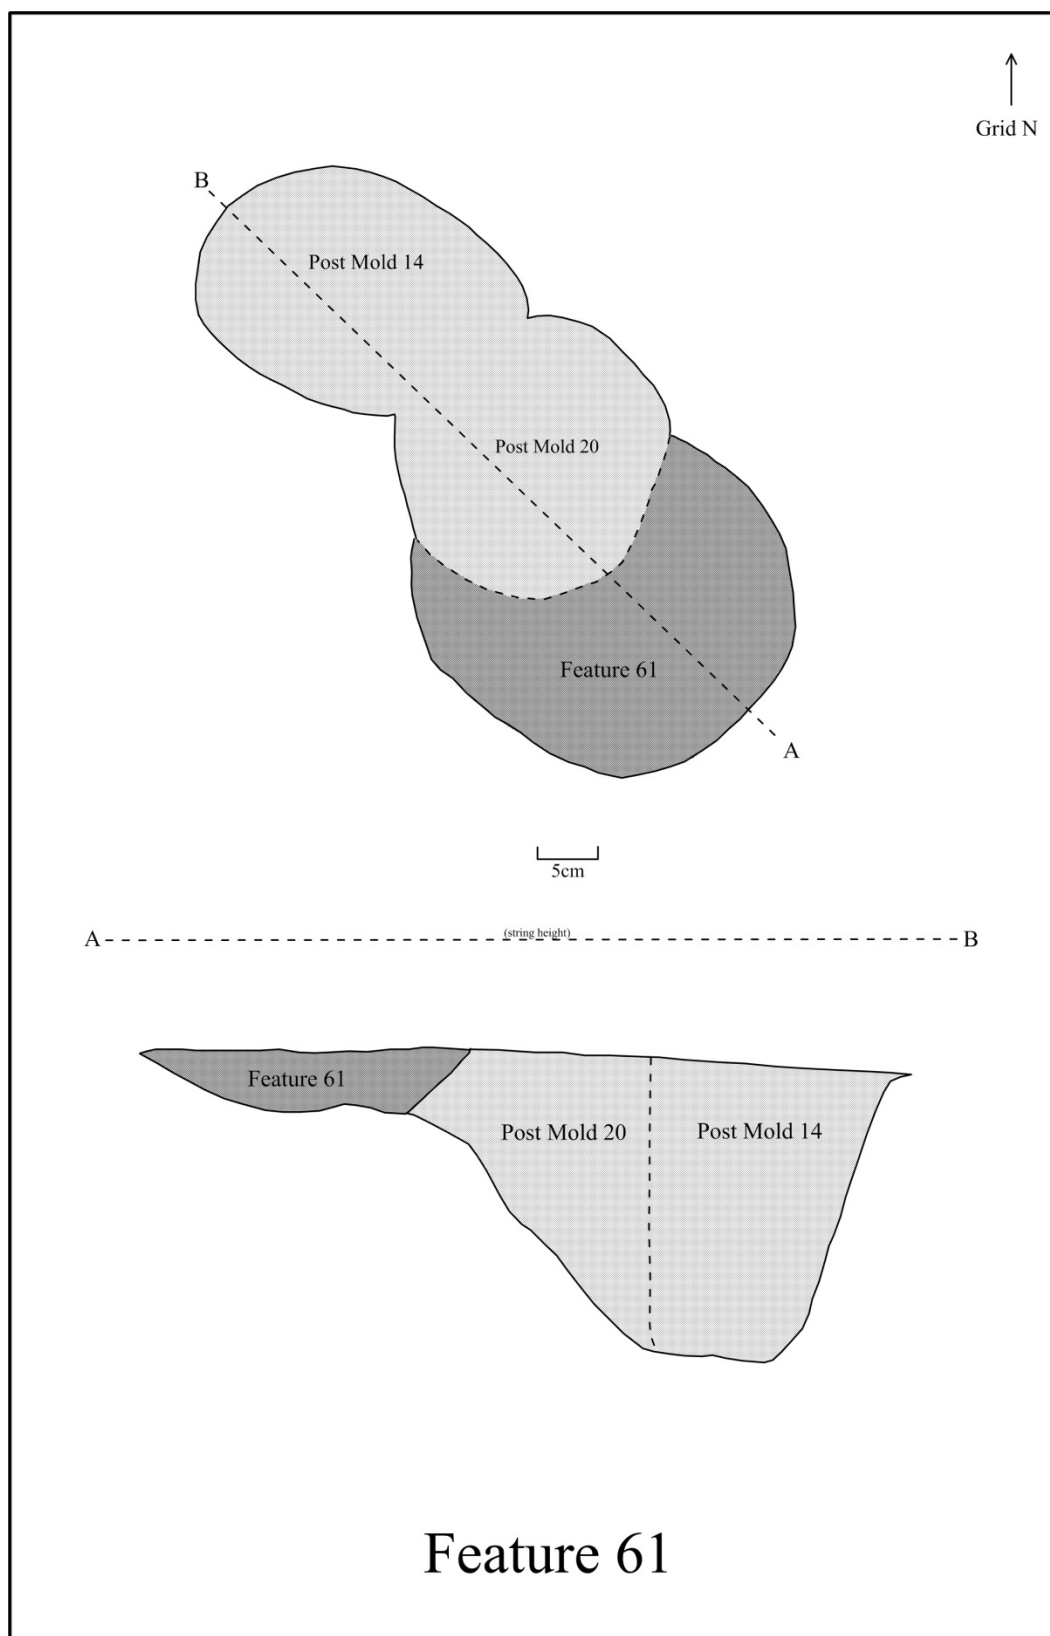 Grid N
B
Post Mold 14
Post Mold 20
Feature 61
A
5cm
A (string height) B
Feature 61
Post Mold 20 Post Mold 14
Feature 61